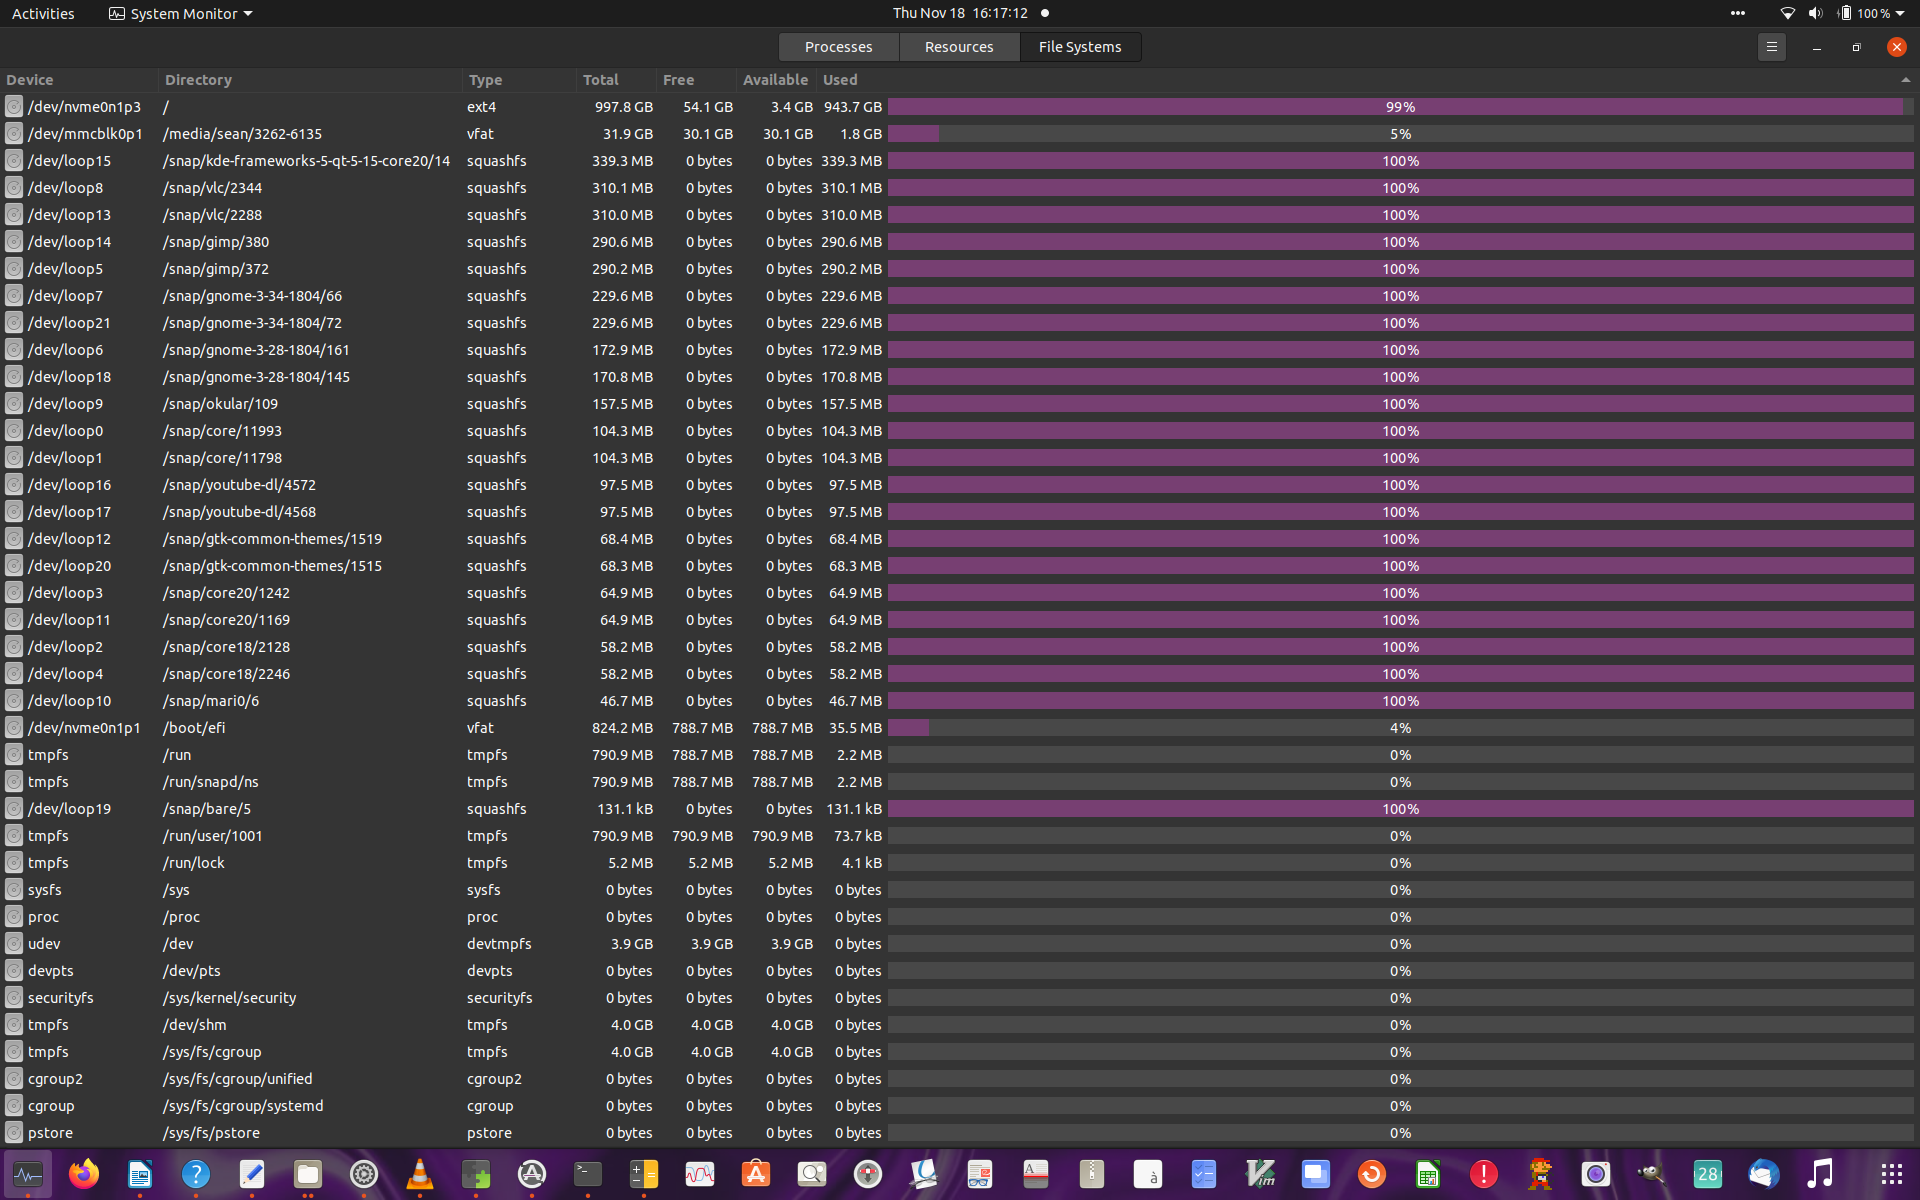 Activities System Monitor Thu Nov 18 16:17:12 100 %
Processes Resources File Systems
Device Directory Type Total Free Available Used
/dev/nvme0n1p3 / ext4 997.8 GB 54.1 GB 3.4 GB 943.7 GB 99%
/dev/mmcblk0p1 /media/sean/3262-6135 vfat 31.9 GB 30.1 GB 30.1 GB 1.8 GB 5%
/dev/loop15 /snap/kde-frameworks-5-qt-5-15-core20/14 squashfs 339.3 MB 0 bytes 0 bytes 339.3 MB 100%
/dev/loop8 /snap/vlc/2344 squashfs 310.1 MB 0 bytes 0 bytes 310.1 MB 100%
/dev/loop13 /snap/vlc/2288 squashfs 310.0 MB 0 bytes 0 bytes 310.0 MB 100%
/dev/loop14 /snap/gimp/380 squashfs 290.6 MB 0 bytes 0 bytes 290.6 MB 100%
/dev/loop5 /snap/gimp/372 squashfs 290.2 MB 0 bytes 0 bytes 290.2 MB 100%
/dev/loop7 /snap/gnome-3-34-1804/66 squashfs 229.6 MB 0 bytes 0 bytes 229.6 MB 100%
/dev/loop21 /snap/gnome-3-34-1804/72 squashfs 229.6 MB 0 bytes 0 bytes 229.6 MB 100%
/dev/loop6 /snap/gnome-3-28-1804/161 squashfs 172.9 MB 0 bytes 0 bytes 172.9 MB 100%
/dev/loop18 /snap/gnome-3-28-1804/145 squashfs 170.8 MB 0 bytes 0 bytes 170.8 MB 100%
/dev/loop9 /snap/okular/109 squashfs 157.5 MB 0 bytes 0 bytes 157.5 MB 100%
/dev/loop0 /snap/core/11993 squashfs 104.3 MB 0 bytes 0 bytes 104.3 MB 100%
/dev/loop1 /snap/core/11798 squashfs 104.3 MB 0 bytes 0 bytes 104.3 MB 100%
/dev/loop16 /snap/youtube-dl/4572 squashfs 97.5 MB 0 bytes 0 bytes 97.5 MB 100%
/dev/loop17 /snap/youtube-dl/4568 squashfs 97.5 MB 0 bytes 0 bytes 97.5 MB 100%
/dev/loop12 /snap/gtk-common-themes/1519 squashfs 68.4 MB 0 bytes 0 bytes 68.4 MB 100%
/dev/loop20 /snap/gtk-common-themes/1515 squashfs 68.3 MB 0 bytes 0 bytes 68.3 MB 100%
/dev/loop3 /snap/core20/1242 squashfs 64.9 MB 0 bytes 0 bytes 64.9 MB 100%
/dev/loop11 /snap/core20/1169 squashfs 64.9 MB 0 bytes 0 bytes 64.9 MB 100%
/dev/loop2 /snap/core18/2128 squashfs 58.2 MB 0 bytes 0 bytes 58.2 MB 100%
/dev/loop4 /snap/core18/2246 squashfs 58.2 MB 0 bytes 0 bytes 58.2 MB 100%
/dev/loop10 /snap/mari0/6 squashfs 46.7 MB 0 bytes 0 bytes 46.7 MB 100%
/dev/nvme0n1p1 /boot/efi vfat 824.2 MB 788.7 MB 788.7 MB 35.5 MB 4%
tmpfs /run tmpfs 790.9 MB 788.7 MB 788.7 MB 2.2 MB 0%
tmpfs /run/snapd/ns tmpfs 790.9 MB 788.7 MB 788.7 MB 2.2 MB 0%
/dev/loop19 /snap/bare/5 squashfs 131.1 kB 0 bytes 0 bytes 131.1 kB 100%
tmpfs /run/user/1001 tmpfs 790.9 MB 790.9 MB 790.9 MB 73.7 kB 0%
tmpfs /run/lock tmpfs 5.2 MB 5.2 MB 5.2 MB 4.1 kB 0%
sysfs /sys sysfs 0 bytes 0 bytes 0 bytes 0 bytes 0%
proc /proc proc 0 bytes 0 bytes 0 bytes 0 bytes 0%
udev /dev devtmpfs 3.9 GB 3.9 GB 3.9 GB 0 bytes 0%
devpts /dev/pts devpts 0 bytes 0 bytes 0 bytes 0 bytes 0%
securityfs /sys/kernel/security securityfs 0 bytes 0 bytes 0 bytes 0 bytes 0%
tmpfs /dev/shm tmpfs 4.0 GB 4.0 GB 4.0 GB 0 bytes 0%
tmpfs /sys/fs/cgroup tmpfs 4.0 GB 4.0 GB 4.0 GB 0 bytes 0%
cgroup2 /sys/fs/cgroup/unified cgroup2 0 bytes 0 bytes 0 bytes 0 bytes 0%
cgroup /sys/fs/cgroup/systemd cgroup 0 bytes 0 bytes 0 bytes 0 bytes 0%
pstore /sys/fs/pstore pstore 0 bytes 0 bytes 0 bytes 0 bytes 0%
? >_ A à Vim ! 28